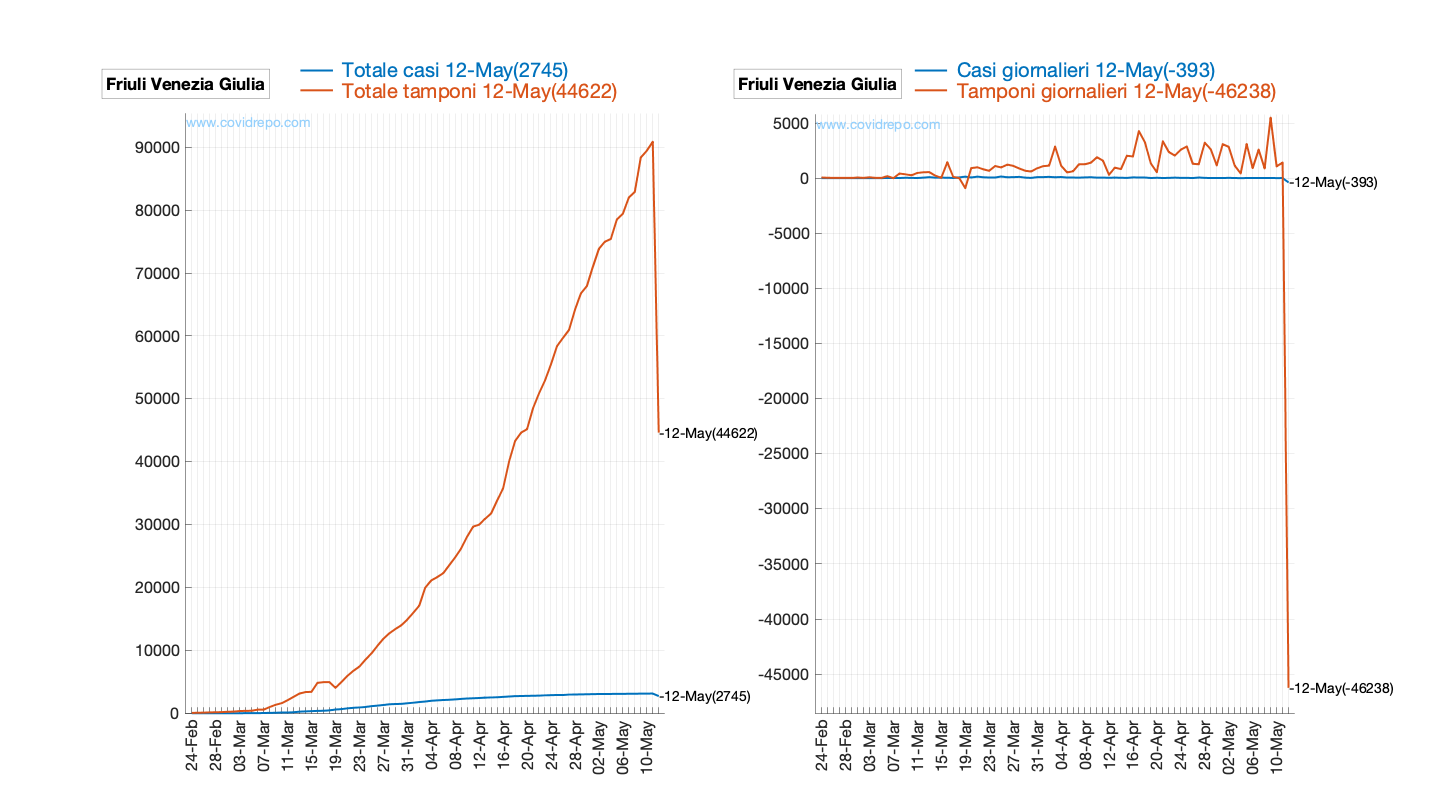 Friuli Venezia Giulia
Totale casi 12-May(2745)
Totale tamponi 12-May(44622)
www.covidrepo.com
90000
80000
70000
60000
50000
40000
30000
20000
10000
0
-12-May(44622)
-12-May(2745)
24-Feb
28-Feb
03-Mar
07-Mar
11-Mar
15-Mar
19-Mar
23-Mar
27-Mar
31-Mar
04-Apr
08-Apr
12-Apr
16-Apr
20-Apr
24-Apr
28-Apr
02-May
06-May
10-May
Friuli Venezia Giulia
Casi giornalieri 12-May(-393)
Tamponi giornalieri 12-May(-46238)
www.covidrepo.com
5000
0
-5000
-10000
-15000
-20000
-25000
-30000
-35000
-40000
-45000
-12-May(-393)
-12-May(-46238)
24-Feb
28-Feb
03-Mar
07-Mar
11-Mar
15-Mar
19-Mar
23-Mar
27-Mar
31-Mar
04-Apr
08-Apr
12-Apr
16-Apr
20-Apr
24-Apr
28-Apr
02-May
06-May
10-May